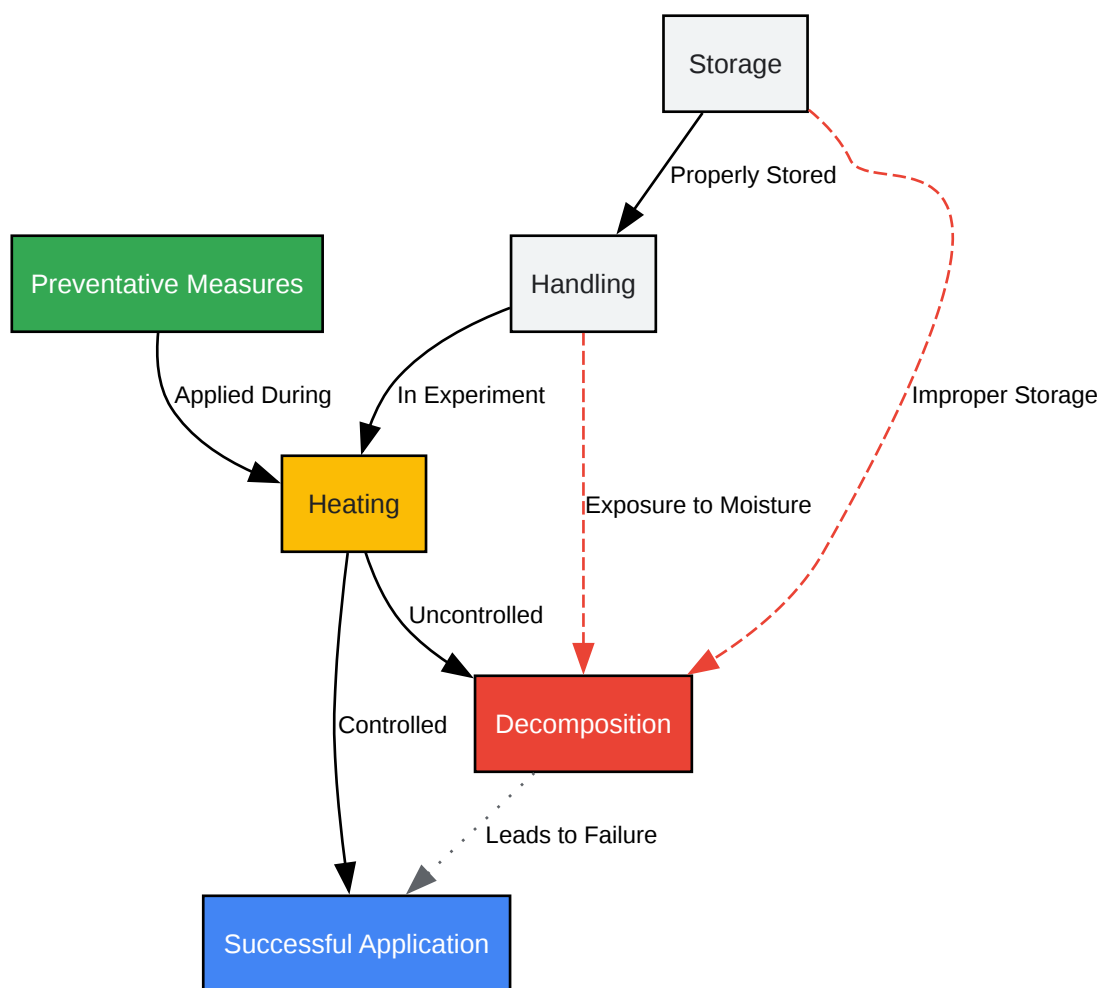 Storage
Properly Stored
Preventative Measures
Handling
Applied During
In Experiment
Improper Storage
Heating
Exposure to Moisture
Uncontrolled
Controlled
Decomposition
Leads to Failure
Successful Application